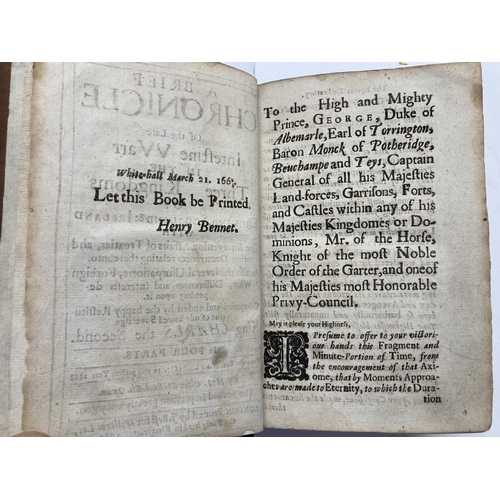 White-hall March 21. 166
Let this Book be Printed.
Henry Bennet.
To the High and Mighty
Prince, GEORGE, Duke of
Albemarle, Earl of Torrington,
Baron Monck of Potheridge,
Beuchampe and Teys, Captain
General of all his Majesties
Land-forces, Garrisons, Forts,
and Castles within any of his
Majesties Kingdomes or Do-
minions, Mr. of the Horse,
Knight of the most Noble
Order of the Garter, and one of
his Majesties most Honorable
Privy-Council.
May it please your Highness,
I Presume to offer to your victori-
ous hands this Fragment and
Minute-Portion of Time, from
the encouragement of that Axi-
ome, that by Moments Approa-
ches are made to Eternity, to which the Dura-
tion